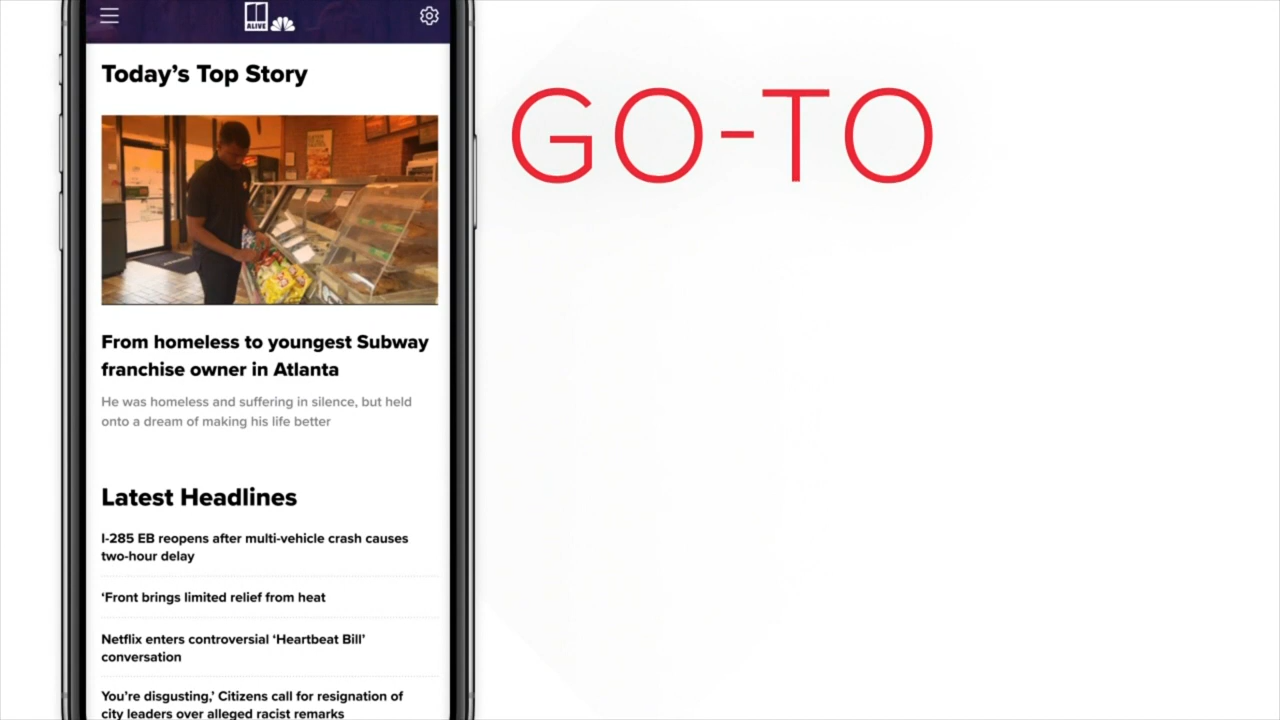 ALIVE
GO-TO
Today’s Top Story
From homeless to youngest Subway
franchise owner in Atlanta
He was homeless and suffering in silence, but held
onto a dream of making his life better
Latest Headlines
I-285 EB reopens after multi-vehicle crash causes
two-hour delay
‘Front brings limited relief from heat
Netflix enters controversial ‘Heartbeat Bill’
conversation
You’re disgusting,’ Citizens call for resignation of
city leaders over alleged racist remarks